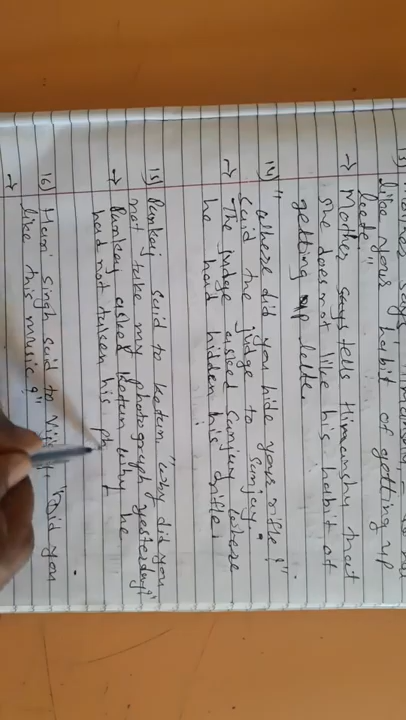 like your habit of getting up
late"
→ Mother says tells Himanshu that
she does not like his habit of
getting up late.
14) "Where did you hide your rifle?"
said the judge to Sanjay.
→ The judge asked Sanjay where
he had hidden his rifle.
15) Pankaj said to Ketan "why did you
not take my photograph yesterday?"
→ Pankaj asked Ketan why he
had not taken his ph
16) Hari Singh said to "Did you
like this music?"
→